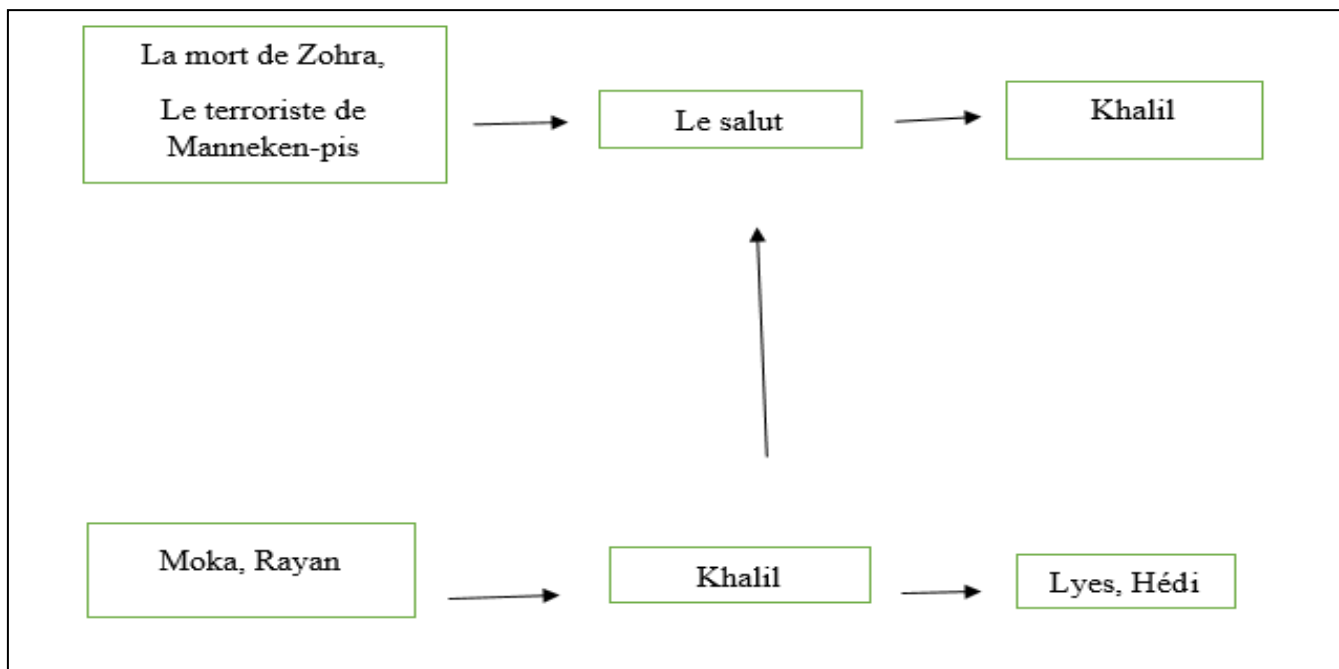 La mort de Zohra,
Le terroriste de
Manneken-pis
Le salut
Khalil
Moka, Rayan
Khalil
Lyes, Hédi